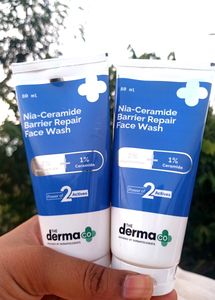 80 ml
Nia-Ceramide
Barrier Repair
Face Wash
1%
Ceramide
Power of 2 Actives
THE
derma
co
80 ml
Nia-Ceramide
Barrier Repair
Face Wash
1%
Ceramide
Power of 2 Actives
THE
derma
co